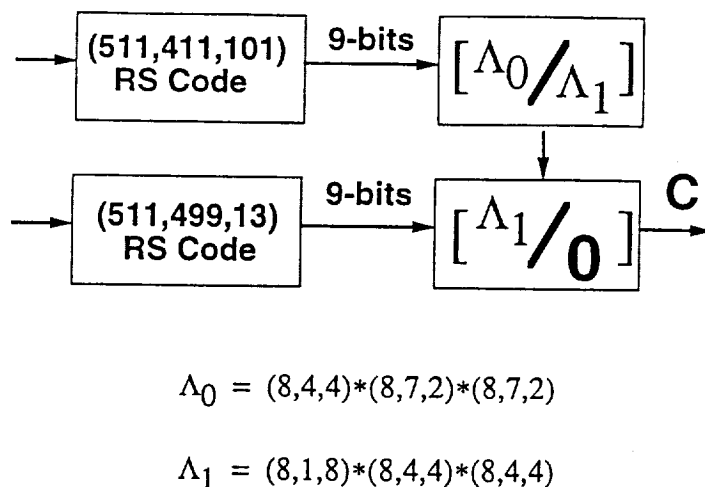 (511,411,101)
RS Code
9-bits
[Λ0/Λ1]
(511,499,13)
RS Code
9-bits
[Λ1/0]
C
Λ0 = (8,4,4)*(8,7,2)*(8,7,2)
Λ1 = (8,1,8)*(8,4,4)*(8,4,4)